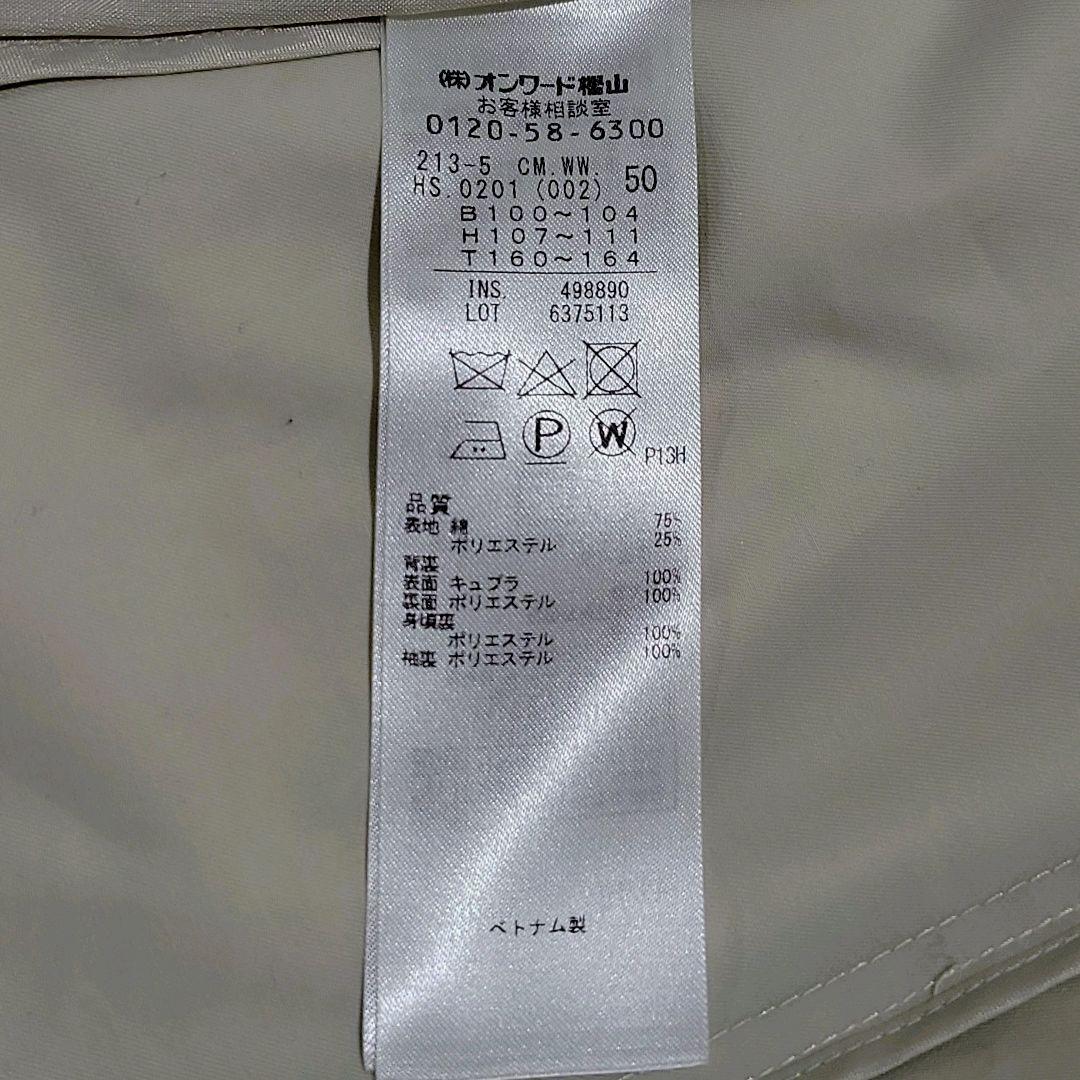 ㈱オンワード樫山
お客様相談室
0120-58-6300
213-5 CM.WW.
HS.0201 (002) 50
B100~104
H107~111
T160~164
INS. 498890
LOT 6375113
P W P13H
品質
表地 綿 75%
ポリエステル 25%
背裏
表面 キュプラ 100%
裏面 ポリエステル 100%
身頃裏
ポリエステル 100%
袖裏 ポリエステル 100%
ベトナム製